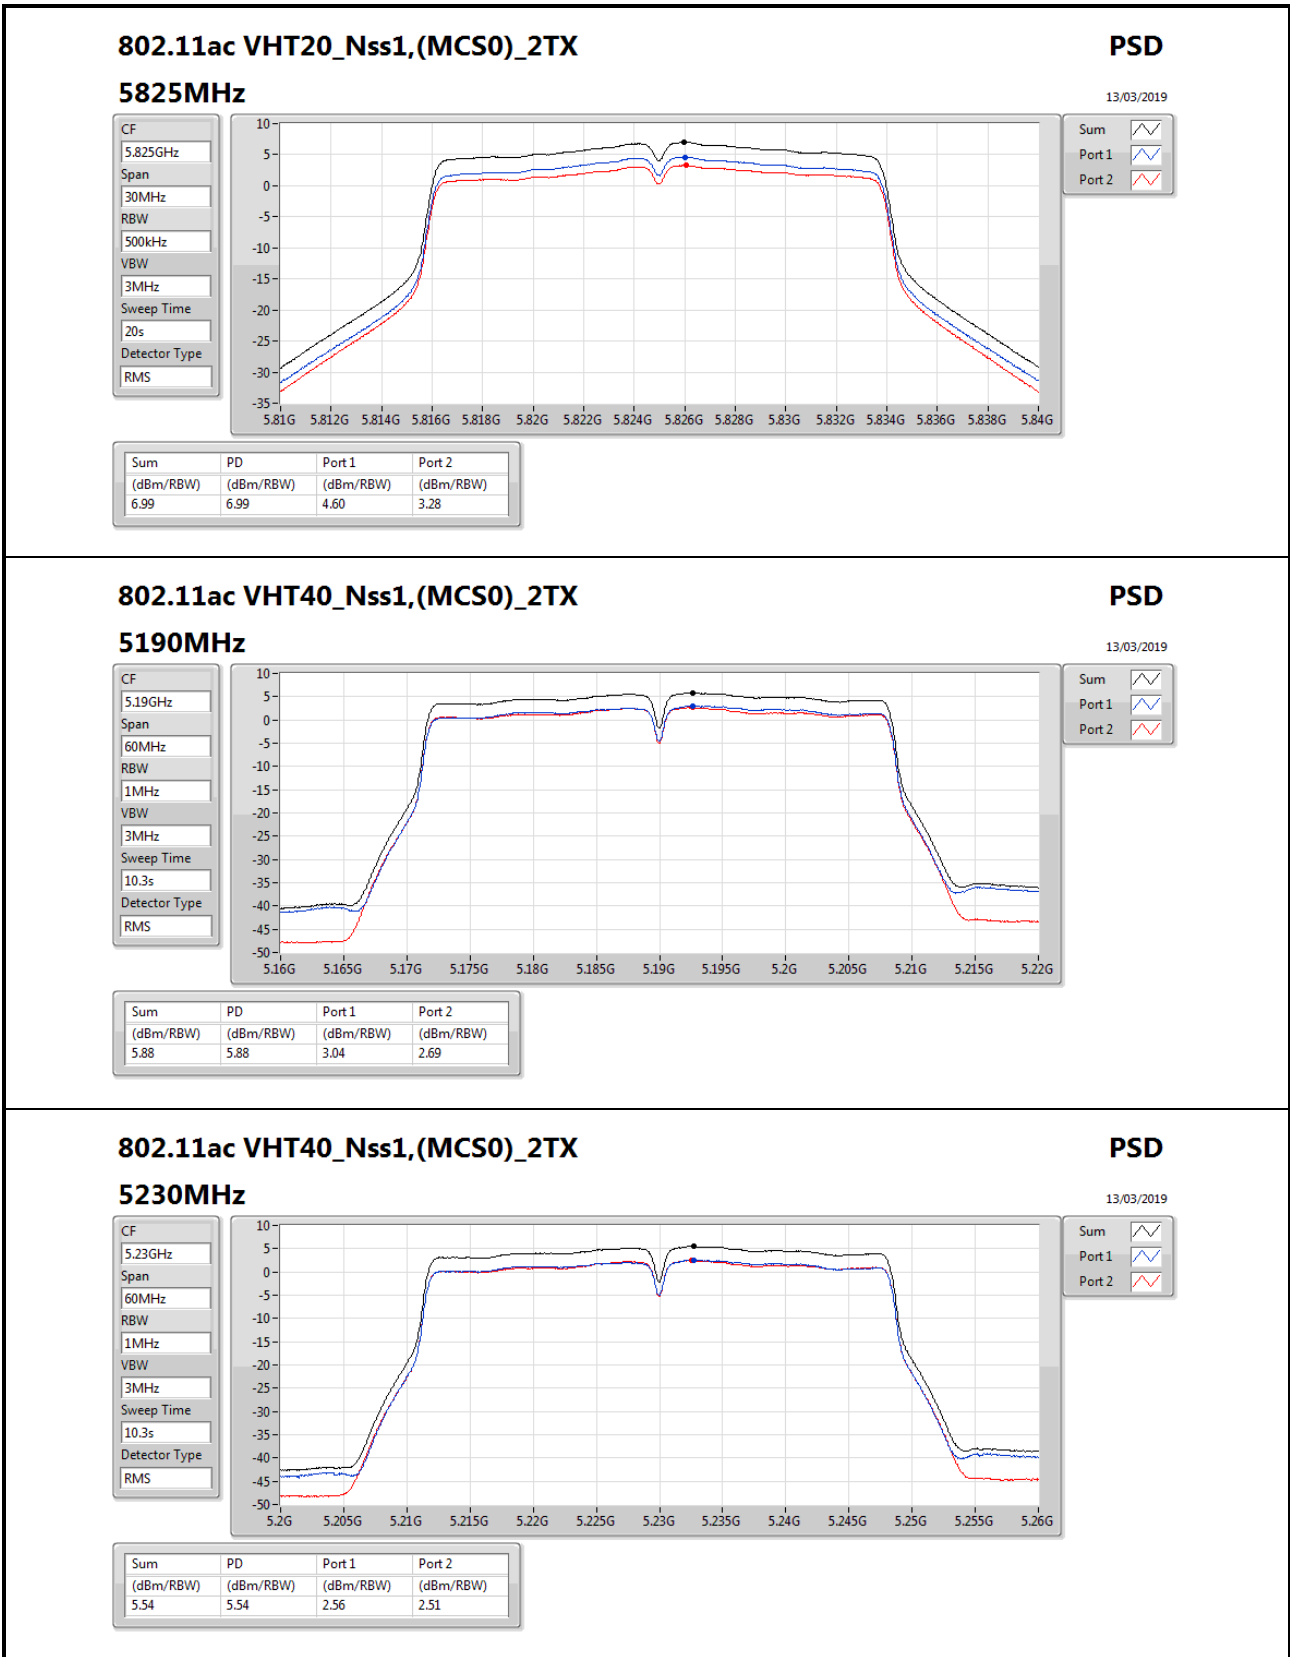 802.11ac VHT20_Nss1,(MCS0)_2TX PSD
5825MHz 13/03/2019
CF
5.825GHz
Span
30MHz
RBW
500kHz
VBW
3MHz
Sweep Time
20s
Detector Type
RMS
10
5
0
-5
-10
-15
-20
-25
-30
-35
5.81G 5.812G 5.814G 5.816G 5.818G 5.82G 5.822G 5.824G 5.826G 5.828G 5.83G 5.832G 5.834G 5.836G 5.838G 5.84G
Sum
Port 1
Port 2
Sum PD Port 1 Port 2
(dBm/RBW) (dBm/RBW) (dBm/RBW) (dBm/RBW)
6.99 6.99 4.60 3.28
802.11ac VHT40_Nss1,(MCS0)_2TX PSD
5190MHz 13/03/2019
CF
5.19GHz
Span
60MHz
RBW
1MHz
VBW
3MHz
Sweep Time
10.3s
Detector Type
RMS
10
5
0
-5
-10
-15
-20
-25
-30
-35
-40
-45
-50
5.16G 5.165G 5.17G 5.175G 5.18G 5.185G 5.19G 5.195G 5.2G 5.205G 5.21G 5.215G 5.22G
Sum
Port 1
Port 2
Sum PD Port 1 Port 2
(dBm/RBW) (dBm/RBW) (dBm/RBW) (dBm/RBW)
5.88 5.88 3.04 2.69
802.11ac VHT40_Nss1,(MCS0)_2TX PSD
5230MHz 13/03/2019
CF
5.23GHz
Span
60MHz
RBW
1MHz
VBW
3MHz
Sweep Time
10.3s
Detector Type
RMS
10
5
0
-5
-10
-15
-20
-25
-30
-35
-40
-45
-50
5.2G 5.205G 5.21G 5.215G 5.22G 5.225G 5.23G 5.235G 5.24G 5.245G 5.25G 5.255G 5.26G
Sum
Port 1
Port 2
Sum PD Port 1 Port 2
(dBm/RBW) (dBm/RBW) (dBm/RBW) (dBm/RBW)
5.54 5.54 2.56 2.51